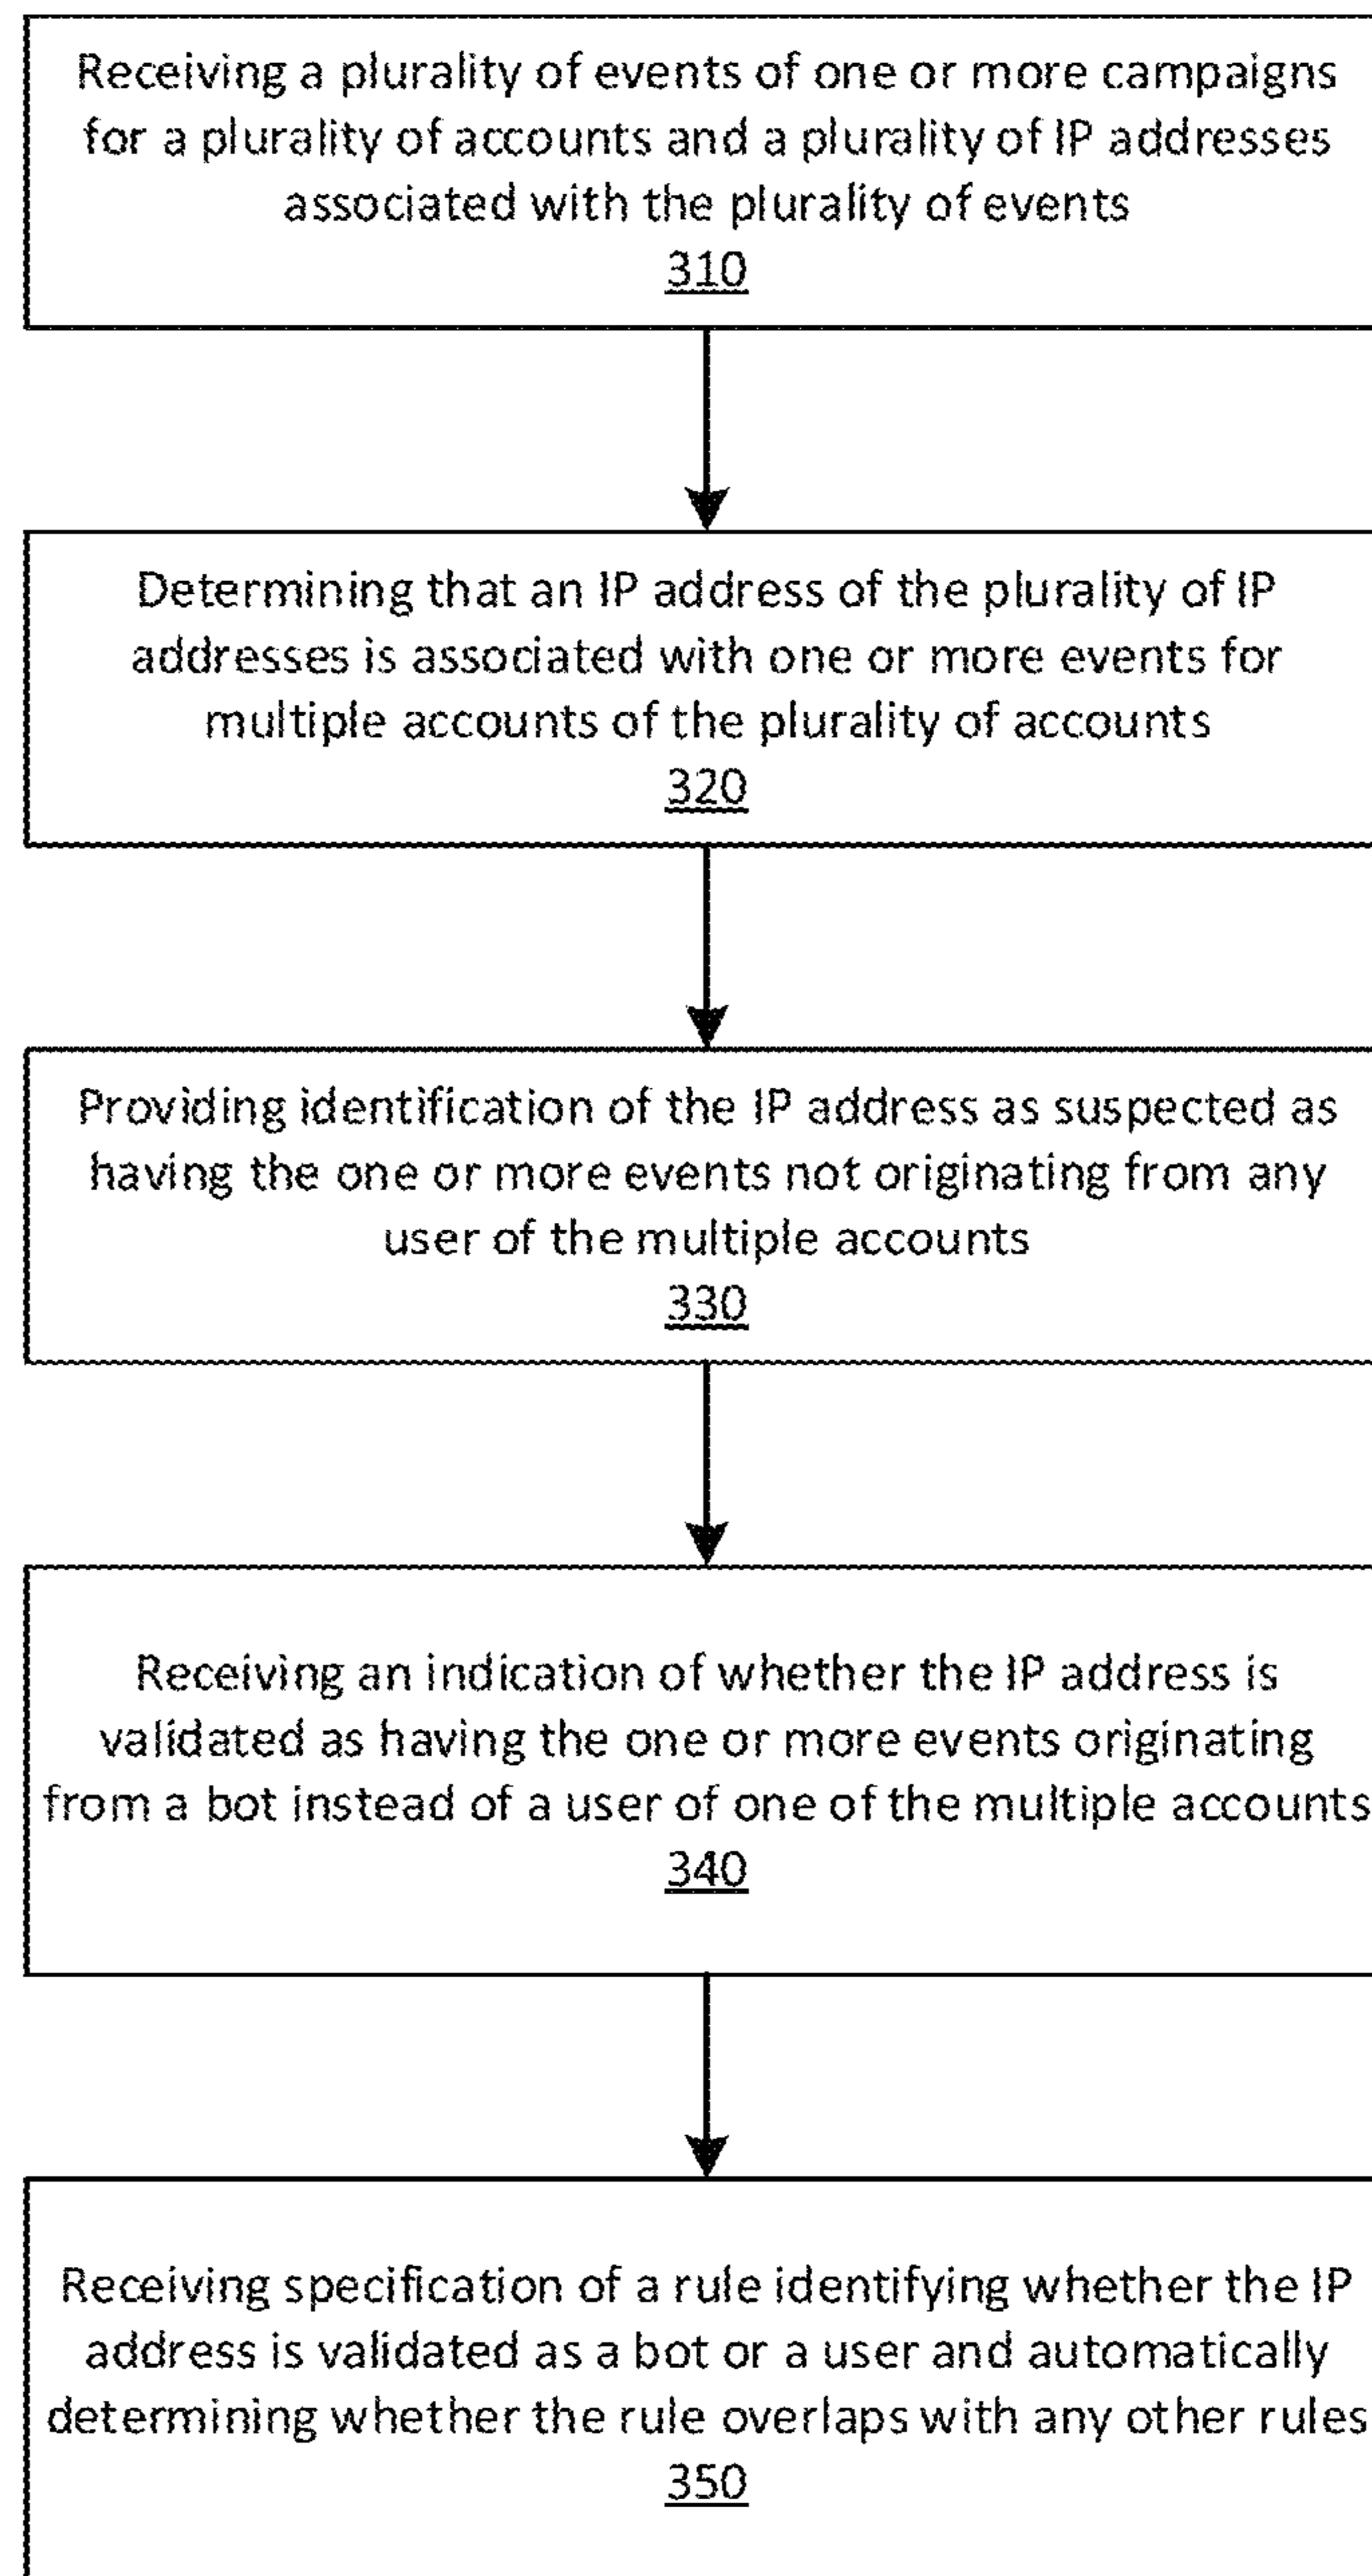 Receiving a plurality of events of one or more campaigns
for a plurality of accounts and a plurality of IP addresses
associated with the plurality of events
310
Determining that an IP address of the plurality of IP
addresses is associated with one or more events for
multiple accounts of the plurality of accounts
320
Providing identification of the IP address as suspected as
having the one or more events not originating from any
user of the multiple accounts
330
Receiving an indication of whether the IP address is
validated as having the one or more events originating
from a bot instead of a user of one of the multiple accounts
340
Receiving specification of a rule identifying whether the IP
address is validated as a bot or a user and automatically
determining whether the rule overlaps with any other rules
350